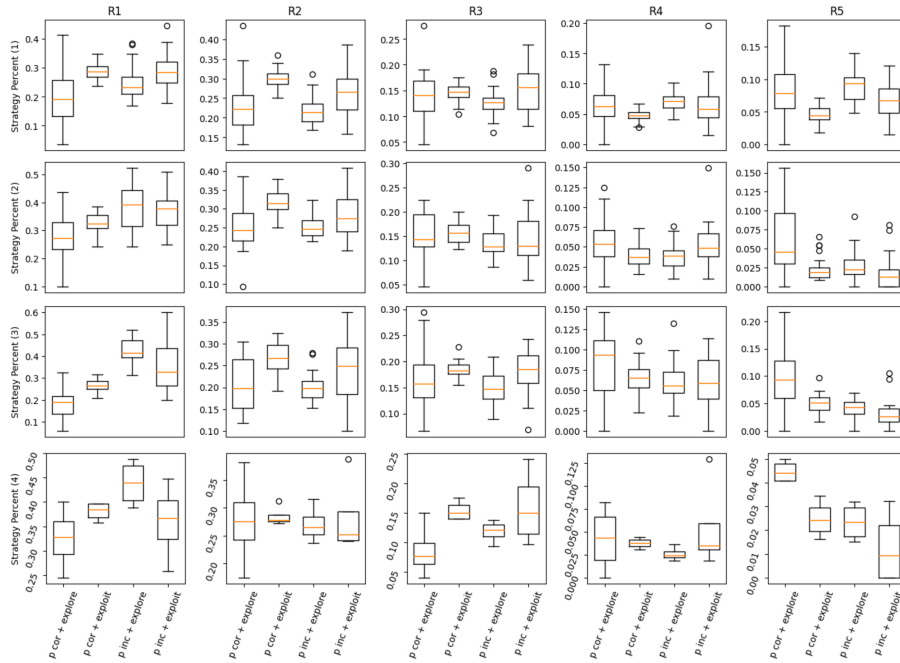 R1 R2 R3 R4 R5
Strategy Percent (1)
0.4 0.3 0.2 0.1
0.40 0.35 0.30 0.25 0.20 0.15
0.25 0.20 0.15 0.10 0.05
0.20 0.15 0.10 0.05 0.00
0.15 0.10 0.05 0.00
Strategy Percent (2)
0.5 0.4 0.3 0.2 0.1
0.40 0.35 0.30 0.25 0.20 0.15 0.10
0.30 0.25 0.20 0.15 0.10 0.05
0.150 0.125 0.100 0.075 0.050 0.025 0.000
0.150 0.125 0.100 0.075 0.050 0.025 0.000
Strategy Percent (3)
0.6 0.5 0.4 0.3 0.2 0.1
0.35 0.30 0.25 0.20 0.15 0.10
0.30 0.25 0.20 0.15 0.10
0.150 0.125 0.100 0.075 0.050 0.025 0.000
0.20 0.15 0.10 0.05 0.00
Strategy Percent (4)
0.50 0.45 0.40 0.35 0.30 0.25
0.35 0.30 0.25 0.20
0.25 0.20 0.15 0.10 0.05
0.125 0.100 0.075 0.050 0.025 0.000
0.05 0.04 0.03 0.02 0.01 0.00
p cor + explore p cor + exploit p inc + explore p inc + exploit
p cor + explore p cor + exploit p inc + explore p inc + exploit
p cor + explore p cor + exploit p inc + explore p inc + exploit
p cor + explore p cor + exploit p inc + explore p inc + exploit
p cor + explore p cor + exploit p inc + explore p inc + exploit